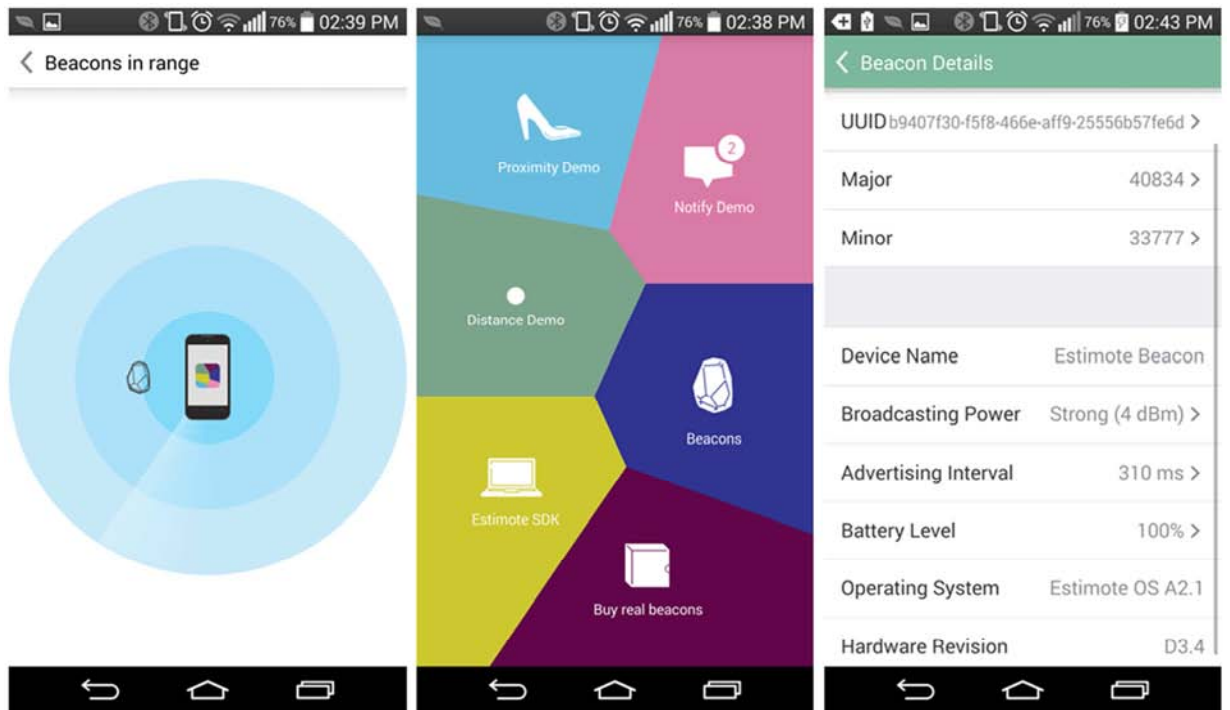 76% 02:39 PM
Beacons in range
76% 02:38 PM
Proximity Demo
2
Notify Demo
Distance Demo
Beacons
Estimote SDK
Buy real beacons
76% 02:43 PM
Beacon Details
UUID b9407f30-f5f8-466e-aff9-25556b57fe6d >
Major 40834 >
Minor 33777 >
Device Name Estimote Beacon
Broadcasting Power Strong (4 dBm) >
Advertising Interval 310 ms >
Battery Level 100% >
Operating System Estimote OS A2.1
Hardware Revision D3.4